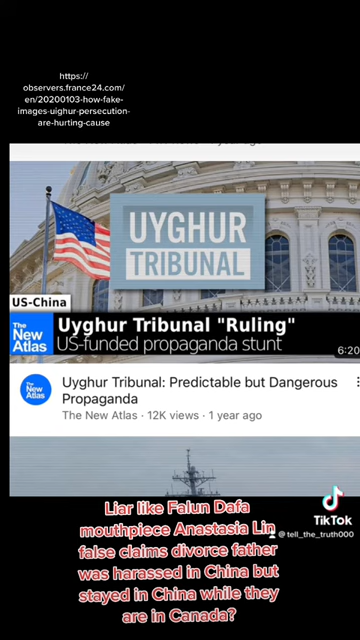 https://
observers.france24.com/
en/20200103-how-fake-
images-uighur-persecution-
are-hurting-cause
UYGHUR
TRIBUNAL
US-China
The
New
Atlas
Uyghur Tribunal "Ruling"
US-funded propaganda stunt
6:20
The
New
Atlas
Uyghur Tribunal: Predictable but Dangerous
Propaganda
The New Atlas · 12K views · 1 year ago
Liar like Falun Dafa
mouthpiece Anastasia Lin
false claims divorce father
was harassed in China but
stayed in China while they
are in Canada?
TikTok
@tell_the_truth000